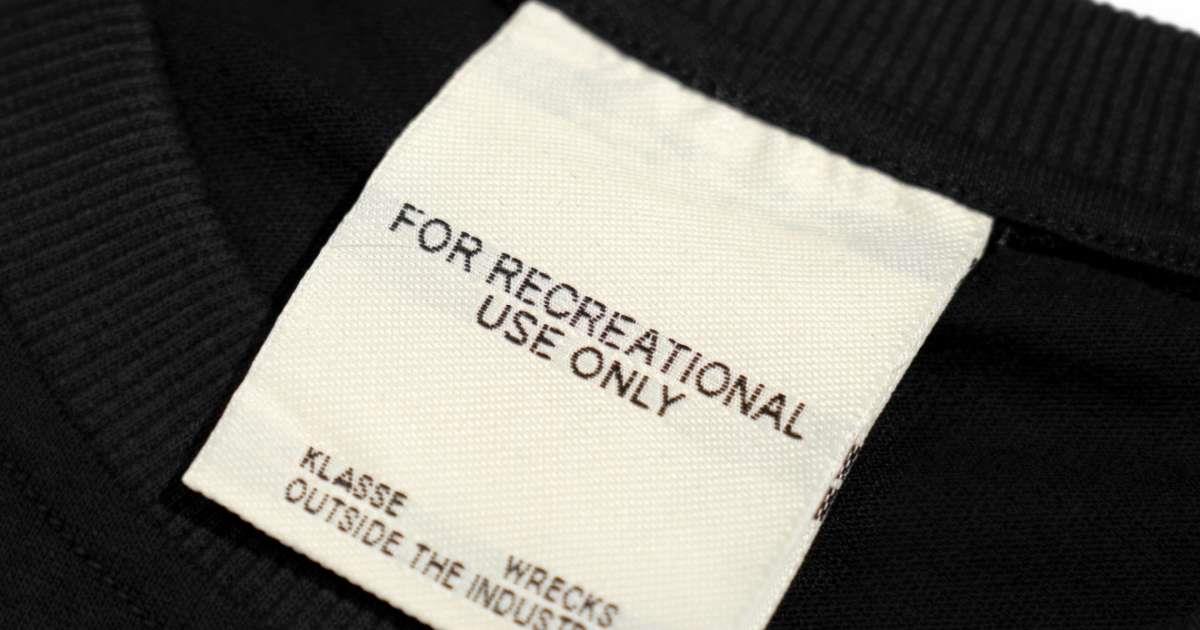 FOR RECREATIONAL
USE ONLY
KLASSE WRECKS
OUTSIDE THE